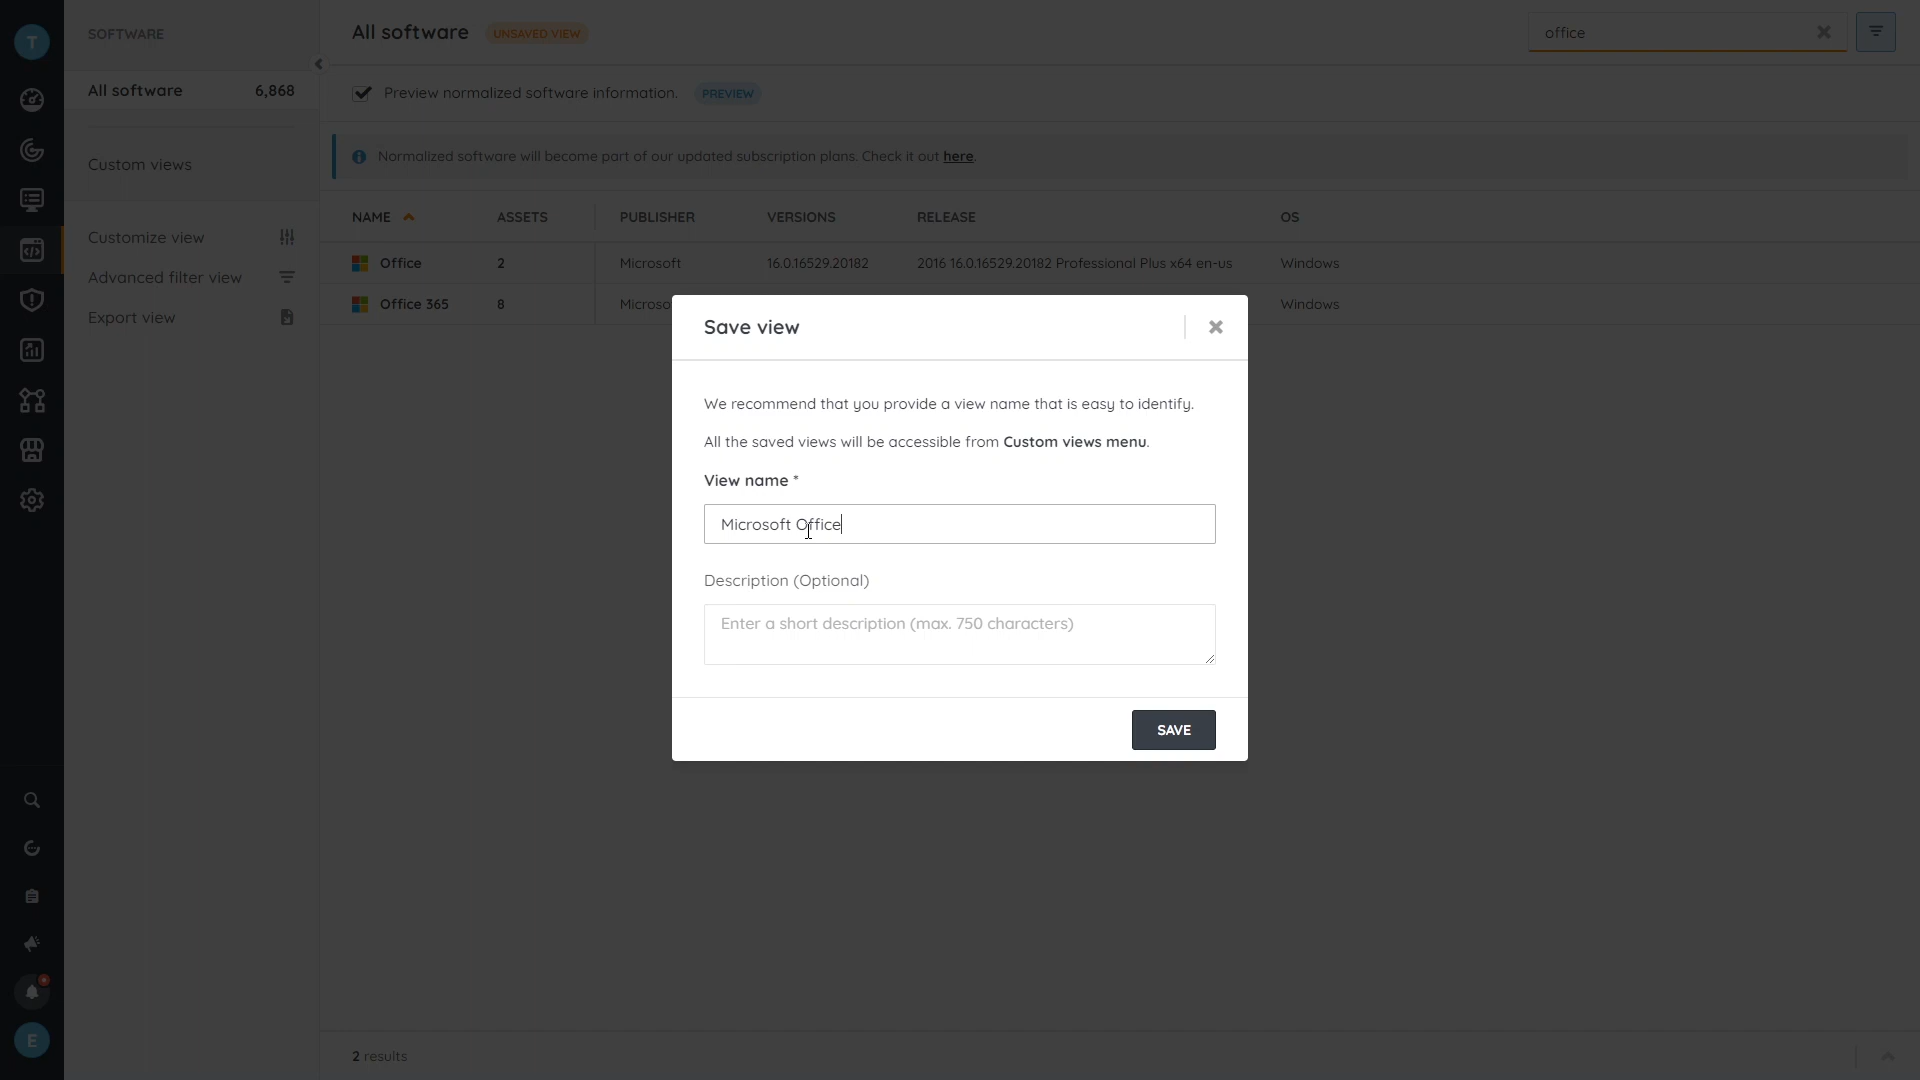 T
SOFTWARE
All software 6,868
Custom views
Customize view
Advanced filter view
Export view
All software UNSAVED VIEW
office
Preview normalized software information. PREVIEW
Normalized software will become part of our updated subscription plans. Check it out here.
NAME ASSETS PUBLISHER VERSIONS RELEASE OS
Office 2 Microsoft 16.0.16529.20182 2016 16.0.16529.20182 Professional Plus x64 en-us Windows
Office 365 8 Microso Windows
Save view
We recommend that you provide a view name that is easy to identify.
All the saved views will be accessible from Custom views menu.
View name *
Microsoft Office
Description (Optional)
Enter a short description (max. 750 characters)
SAVE
E
2 results